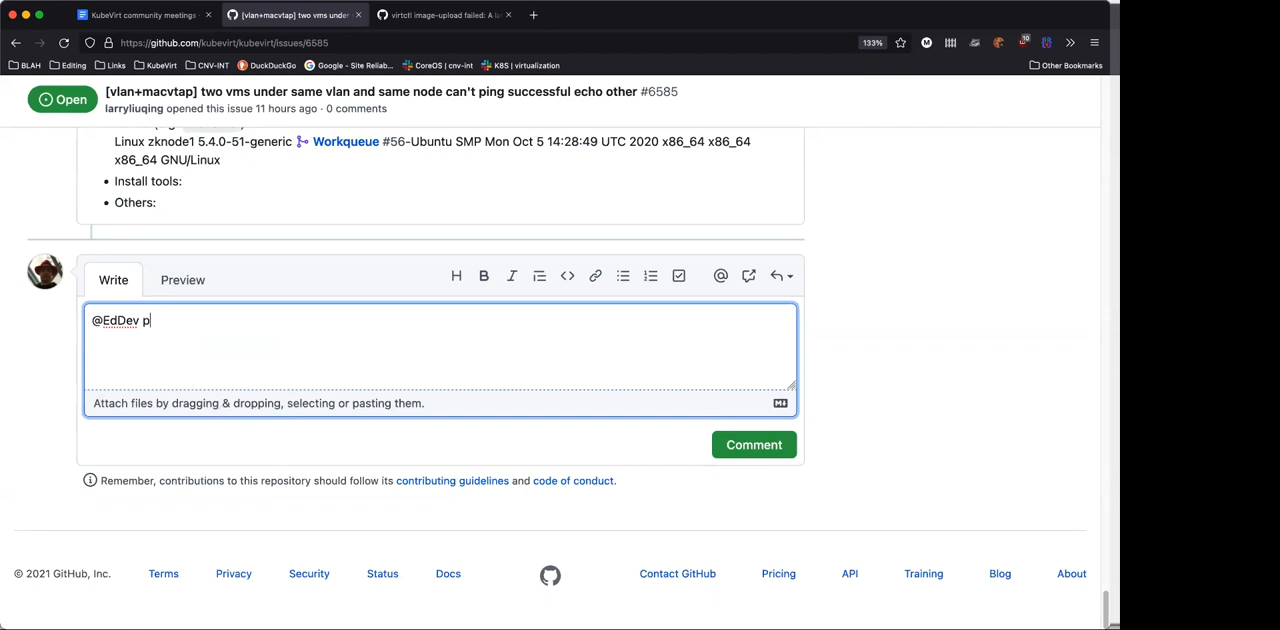 KubeVirt community meetings
[vlan+macvtap] two vms under
virtctl image-upload failed: A la
https://github.com/kubevirt/kubevirt/issues/6585
133%
10
BLAH
Editing
Links
KubeVirt
CNV-INT
DuckDuckGo
Google - Site Reliab...
CoreOS | cnv-int
K8S | virtualization
Other Bookmarks
Open
[vlan+macvtap] two vms under same vlan and same node can't ping successful echo other #6585
larryliuqing opened this issue 11 hours ago · 0 comments
Linux zknode1 5.4.0-51-generic Workqueue #56-Ubuntu SMP Mon Oct 5 14:28:49 UTC 2020 x86_64 x86_64
x86_64 GNU/Linux
• Install tools:
• Others:
Write
Preview
@EdDev p
Attach files by dragging & dropping, selecting or pasting them.
Comment
Remember, contributions to this repository should follow its contributing guidelines and code of conduct.
© 2021 GitHub, Inc.
Terms
Privacy
Security
Status
Docs
Contact GitHub
Pricing
API
Training
Blog
About